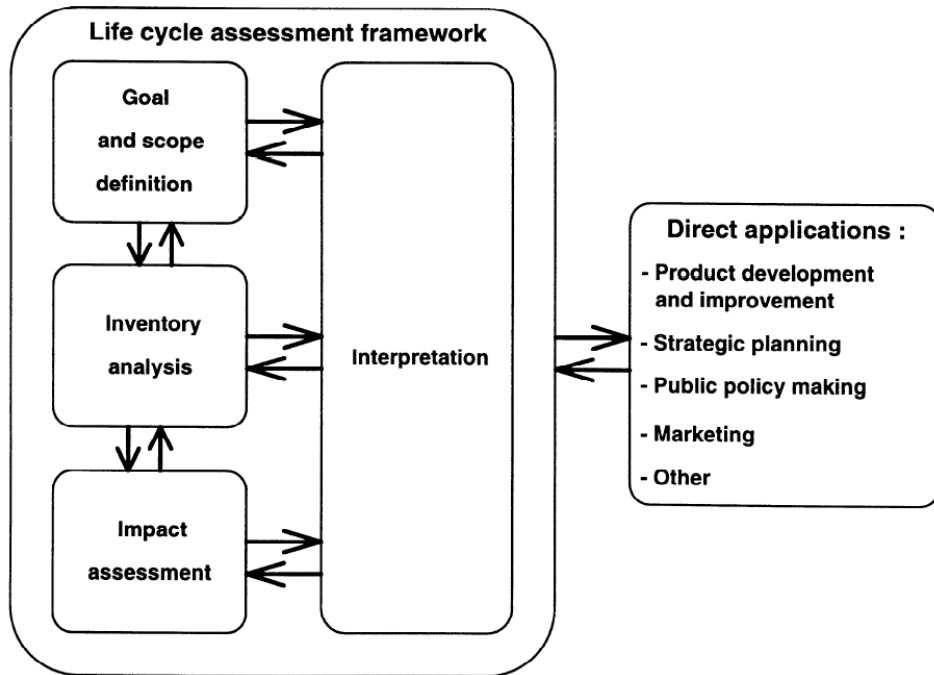 Life cycle assessment framework
Goal
and scope
definition
Inventory
analysis
Impact
assessment
Interpretation
Direct applications :
- Product development
and improvement
- Strategic planning
- Public policy making
- Marketing
- Other